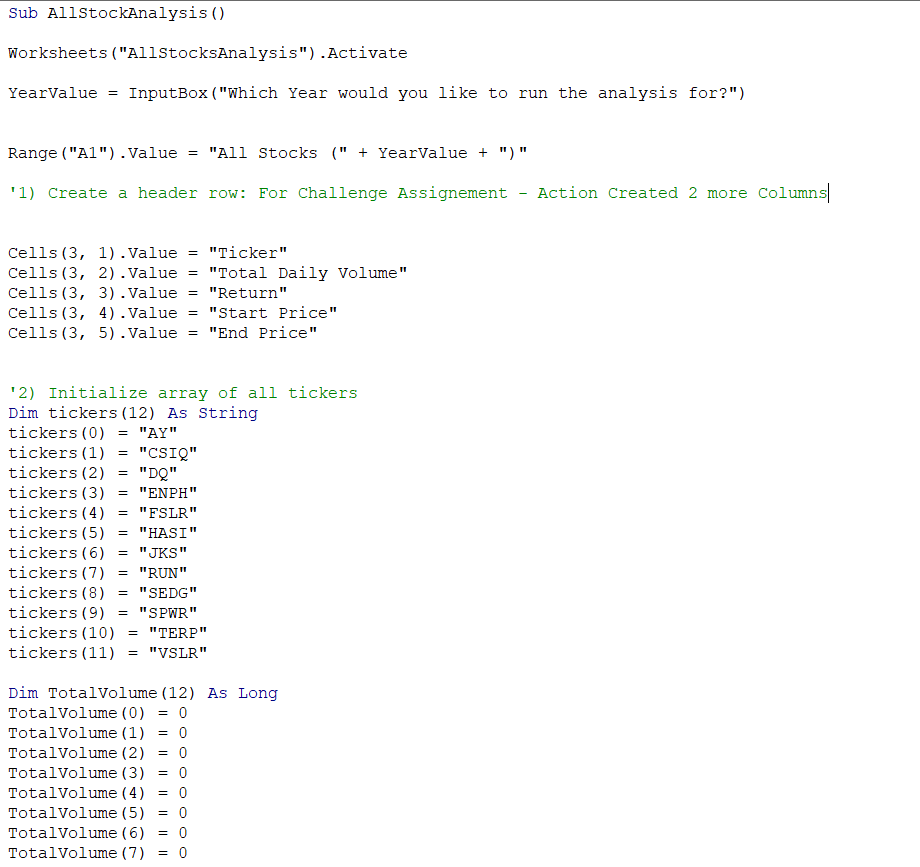 Sub AllStockAnalysis()
Worksheets("AllStocksAnalysis").Activate
YearValue = InputBox("Which Year would you like to run the analysis for?")
Range("A1").Value = "All Stocks (" + YearValue + ")"
'1) Create a header row: For Challenge Assignement - Action Created 2 more Columns
Cells(3, 1).Value = "Ticker"
Cells(3, 2).Value = "Total Daily Volume"
Cells(3, 3).Value = "Return"
Cells(3, 4).Value = "Start Price"
Cells(3, 5).Value = "End Price"
'2) Initialize array of all tickers
Dim tickers(12) As String
tickers(0) = "AY"
tickers(1) = "CSIQ"
tickers(2) = "DQ"
tickers(3) = "ENPH"
tickers(4) = "FSLR"
tickers(5) = "HASI"
tickers(6) = "JKS"
tickers(7) = "RUN"
tickers(8) = "SEDG"
tickers(9) = "SPWR"
tickers(10) = "TERP"
tickers(11) = "VSLR"
Dim TotalVolume(12) As Long
TotalVolume(0) = 0
TotalVolume(1) = 0
TotalVolume(2) = 0
TotalVolume(3) = 0
TotalVolume(4) = 0
TotalVolume(5) = 0
TotalVolume(6) = 0
TotalVolume(7) = 0